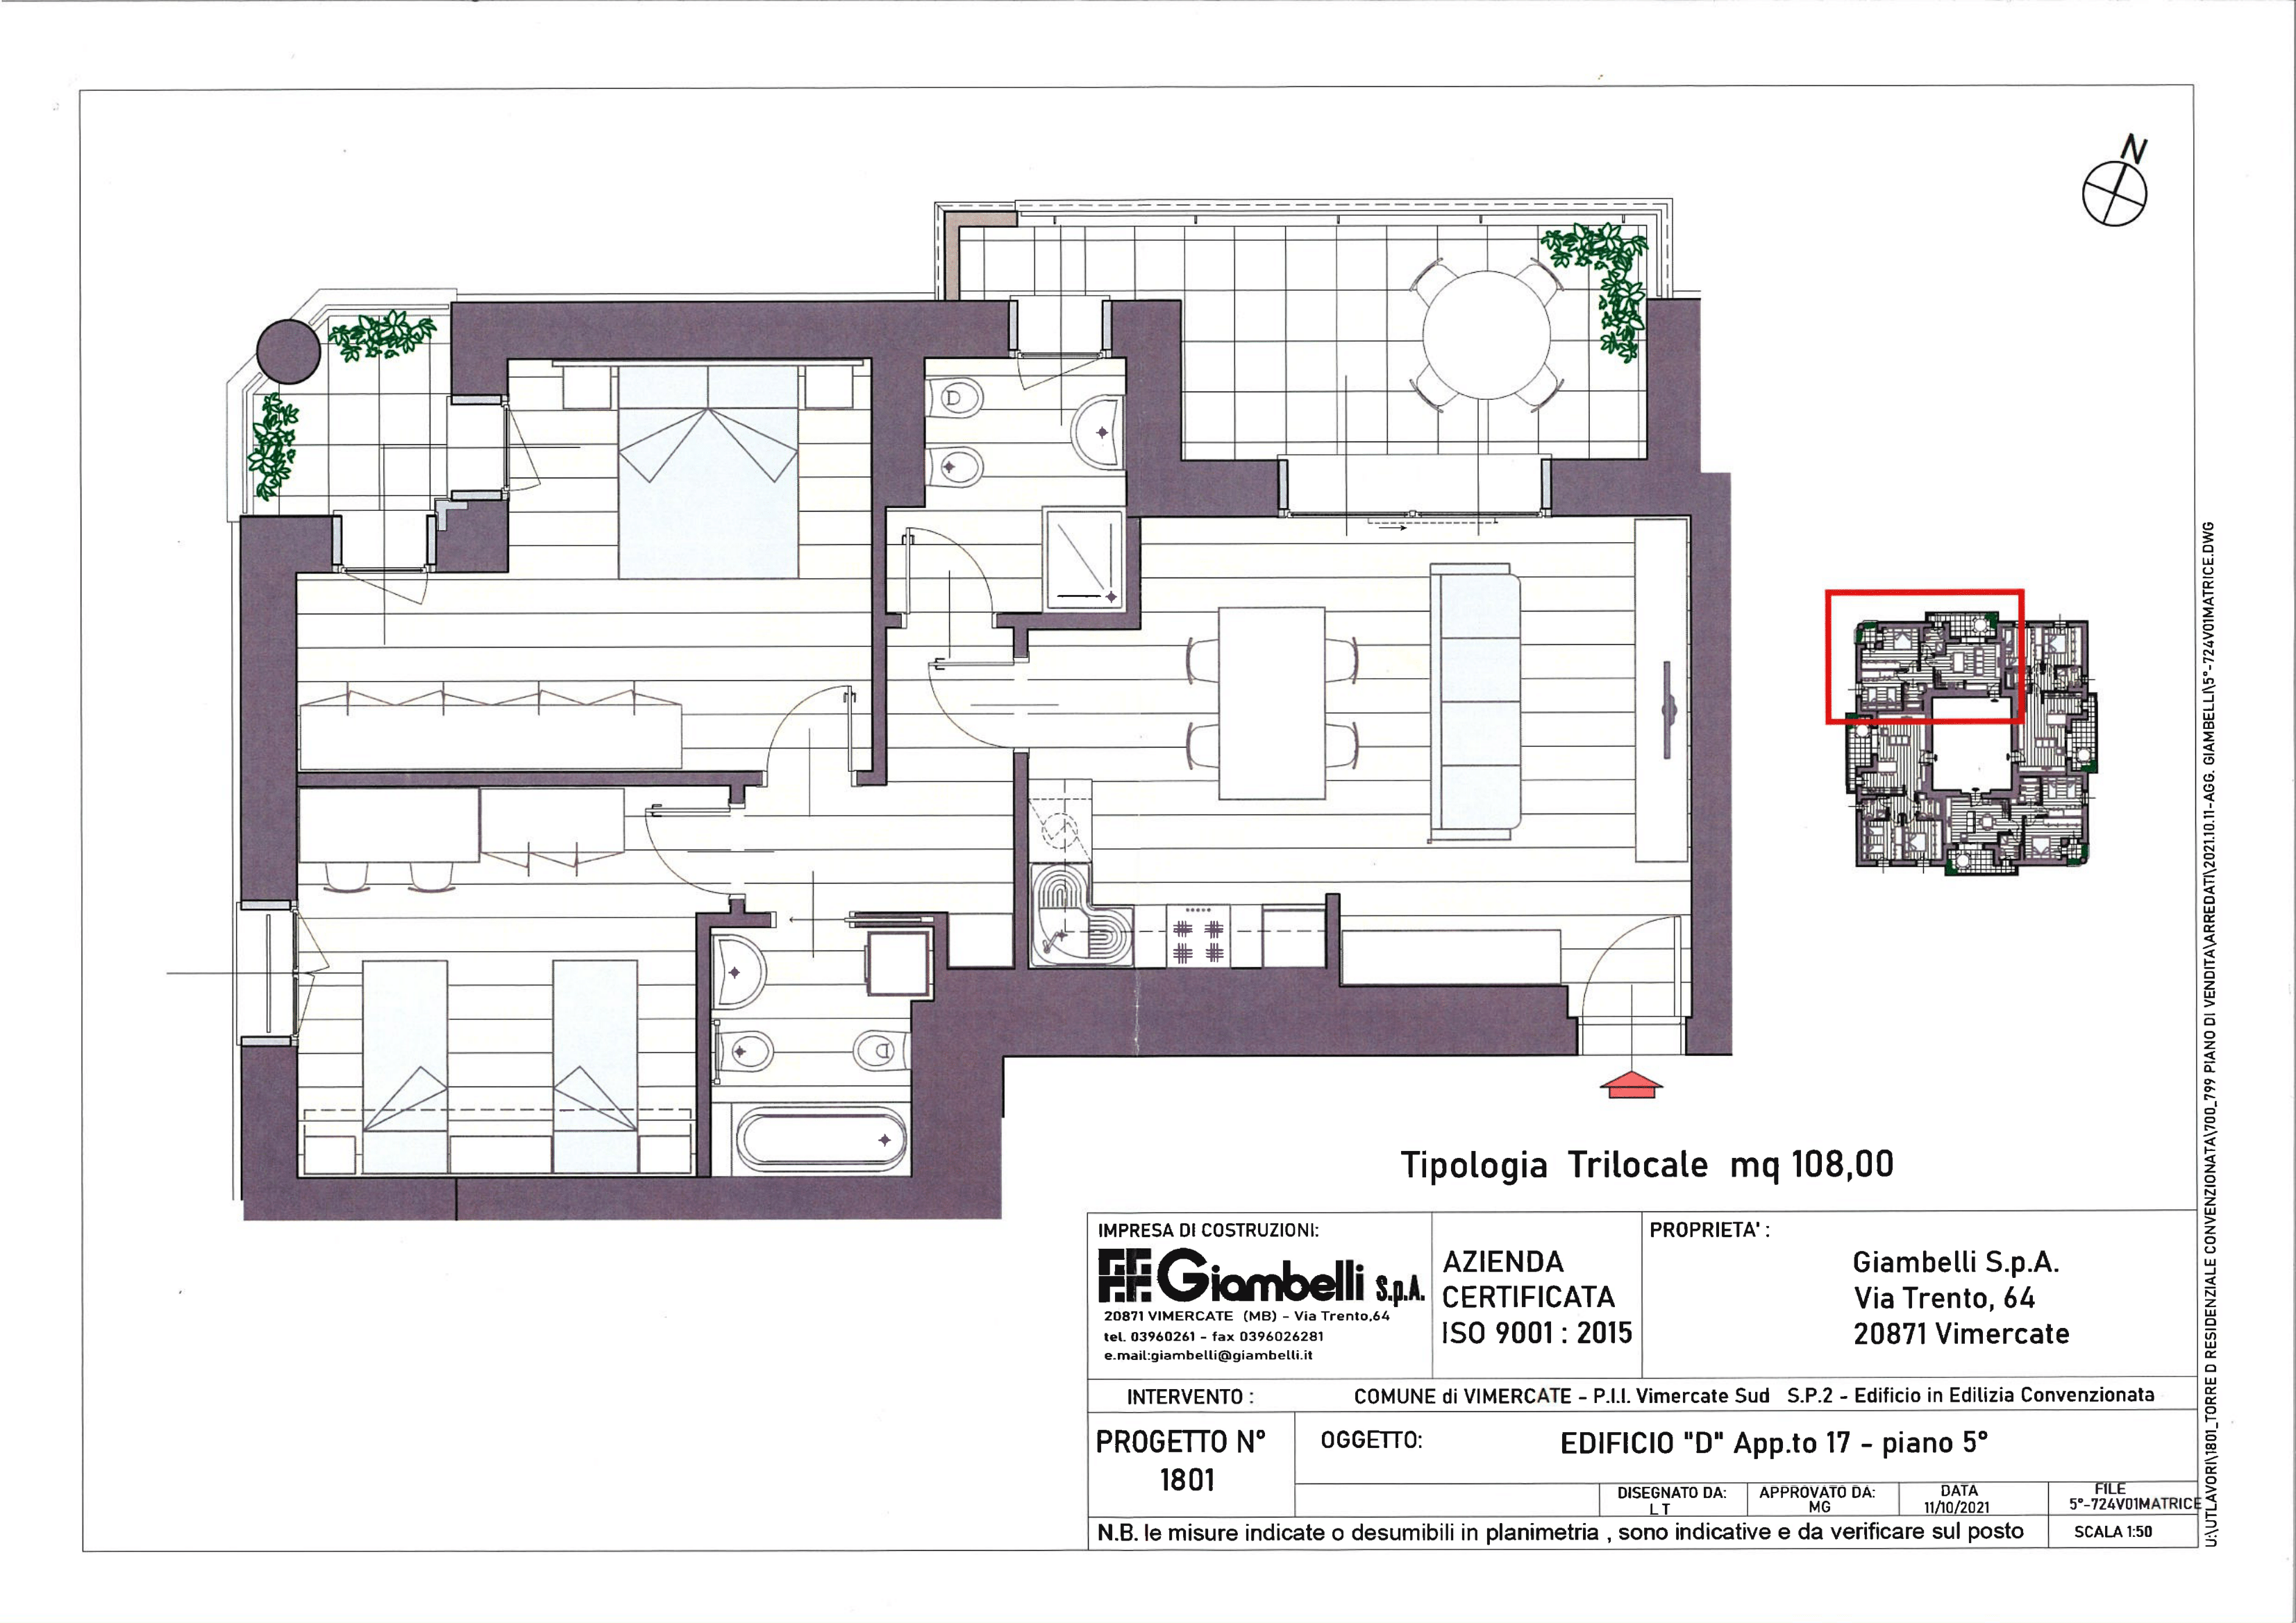 N
Tipologia Trilocale mq 108,00
IMPRESA DI COSTRUZIONI:
Giambelli S.p.A.
20871 VIMERCATE (MB) - Via Trento,64
tel. 03960261 - fax 0396026281
e.mail:giambelli@giambelli.it
AZIENDA
CERTIFICATA
ISO 9001 : 2015
PROPRIETA' :
Giambelli S.p.A.
Via Trento, 64
20871 Vimercate
INTERVENTO :
COMUNE di VIMERCATE - P.I.I. Vimercate Sud S.P.2 - Edificio in Edilizia Convenzionata
PROGETTO N°
1801
OGGETTO:
EDIFICIO "D" App.to 17 - piano 5°
DISEGNATO DA:
LT
APPROVATO DA:
MG
DATA
11/10/2021
FILE
5°-724V01MATRICE
N.B. le misure indicate o desumibili in planimetria , sono indicative e da verificare sul posto
SCALA 1:50
U:\UTLAVORI\1801_TORRE D RESIDENZIALE CONVENZIONATA\700_799 PIANO DI VENDITA\ARREDATI\2021.10.11-AGG. GIAMBELLI\5°-724V01MATRICE.DWG